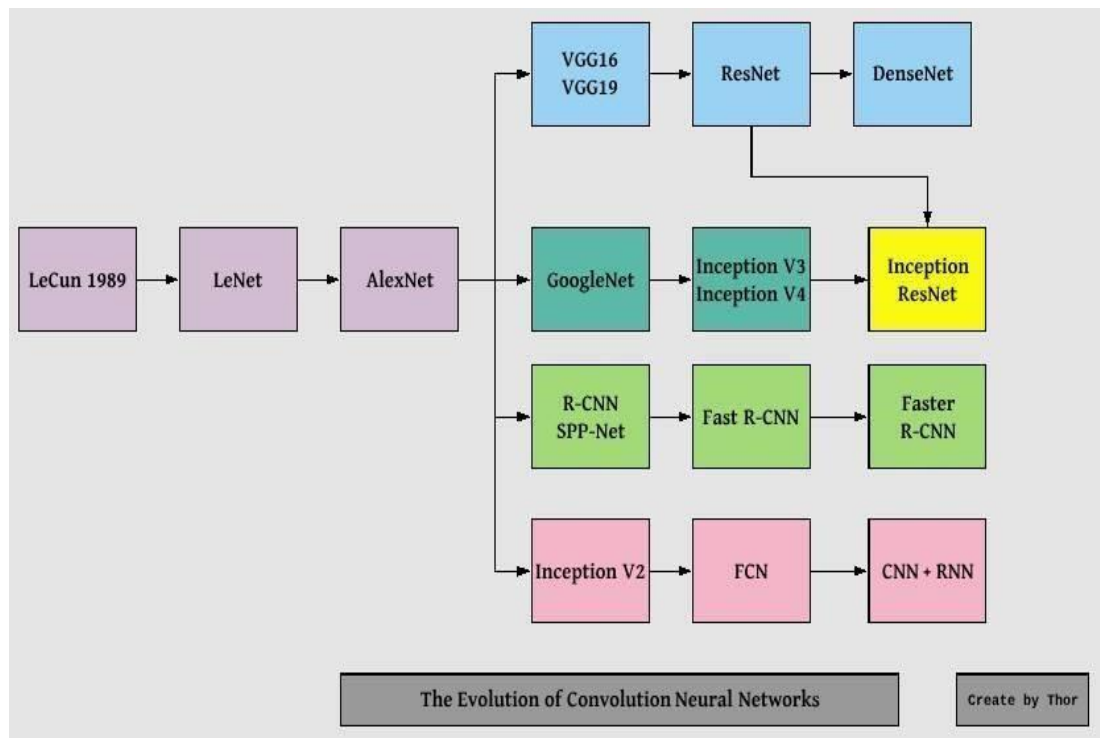 VGG16
VGG19
ResNet
DenseNet
LeCun 1989
LeNet
AlexNet
GoogleNet
Inception V3
Inception V4
Inception
ResNet
R-CNN
SPP-Net
Fast R-CNN
Faster
R-CNN
Inception V2
FCN
CNN + RNN
The Evolution of Convolution Neural Networks
Create by Thor